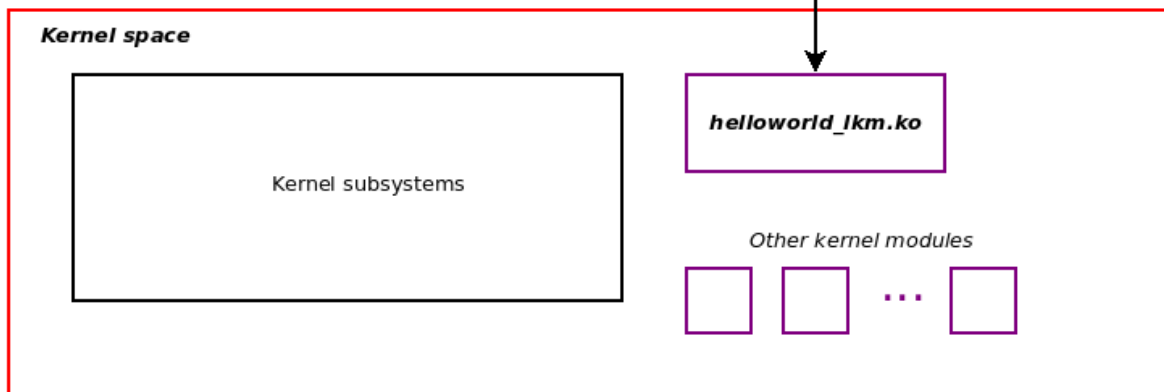 Kernel space
helloworld_lkm.ko
Kernel subsystems
Other kernel modules
...